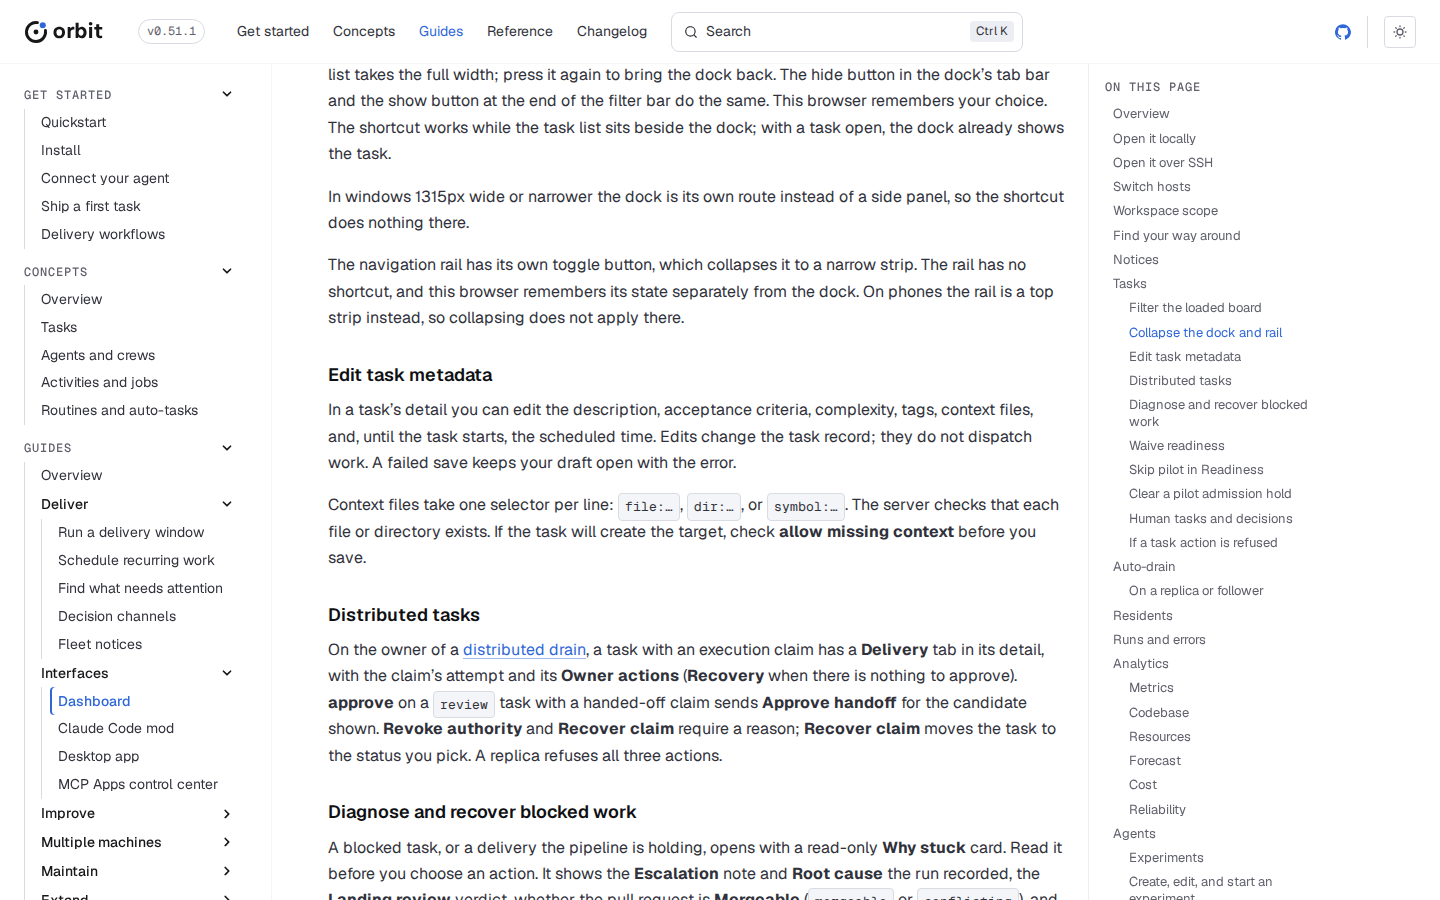 orbit
v0.51.1
Get started
Concepts
Guides
Reference
Changelog
Search
Ctrl K
GET STARTED
Quickstart
Install
Connect your agent
Ship a first task
Delivery workflows
CONCEPTS
Overview
Tasks
Agents and crews
Activities and jobs
Routines and auto-tasks
GUIDES
Overview
Deliver
Run a delivery window
Schedule recurring work
Find what needs attention
Decision channels
Fleet notices
Interfaces
Dashboard
Claude Code mod
Desktop app
MCP Apps control center
Improve
Multiple machines
Maintain
Extend
list takes the full width; press it again to bring the dock back. The hide button in the dock’s tab bar
and the show button at the end of the filter bar do the same. This browser remembers your choice.
The shortcut works while the task list sits beside the dock; with a task open, the dock already shows
the task.
In windows 1315px wide or narrower the dock is its own route instead of a side panel, so the shortcut
does nothing there.
The navigation rail has its own toggle button, which collapses it to a narrow strip. The rail has no
shortcut, and this browser remembers its state separately from the dock. On phones the rail is a top
strip instead, so collapsing does not apply there.
Edit task metadata
In a task’s detail you can edit the description, acceptance criteria, complexity, tags, context files,
and, until the task starts, the scheduled time. Edits change the task record; they do not dispatch
work. A failed save keeps your draft open with the error.
Context files take one selector per line: file:…, dir:…, or symbol:…. The server checks that each
file or directory exists. If the task will create the target, check allow missing context before you
save.
Distributed tasks
On the owner of a distributed drain, a task with an execution claim has a Delivery tab in its detail,
with the claim’s attempt and its Owner actions (Recovery when there is nothing to approve).
approve on a review task with a handed-off claim sends Approve handoff for the candidate
shown. Revoke authority and Recover claim require a reason; Recover claim moves the task to
the status you pick. A replica refuses all three actions.
Diagnose and recover blocked work
A blocked task, or a delivery the pipeline is holding, opens with a read-only Why stuck card. Read it
before you choose an action. It shows the Escalation note and Root cause the run recorded, the
Landing review verdict, whether the pull request is Mergeable (mergeable or conflicting), and
ON THIS PAGE
Overview
Open it locally
Open it over SSH
Switch hosts
Workspace scope
Find your way around
Notices
Tasks
Filter the loaded board
Collapse the dock and rail
Edit task metadata
Distributed tasks
Diagnose and recover blocked
work
Waive readiness
Skip pilot in Readiness
Clear a pilot admission hold
Human tasks and decisions
If a task action is refused
Auto-drain
On a replica or follower
Residents
Runs and errors
Analytics
Metrics
Codebase
Resources
Forecast
Cost
Reliability
Agents
Experiments
Create, edit, and start an
experiment